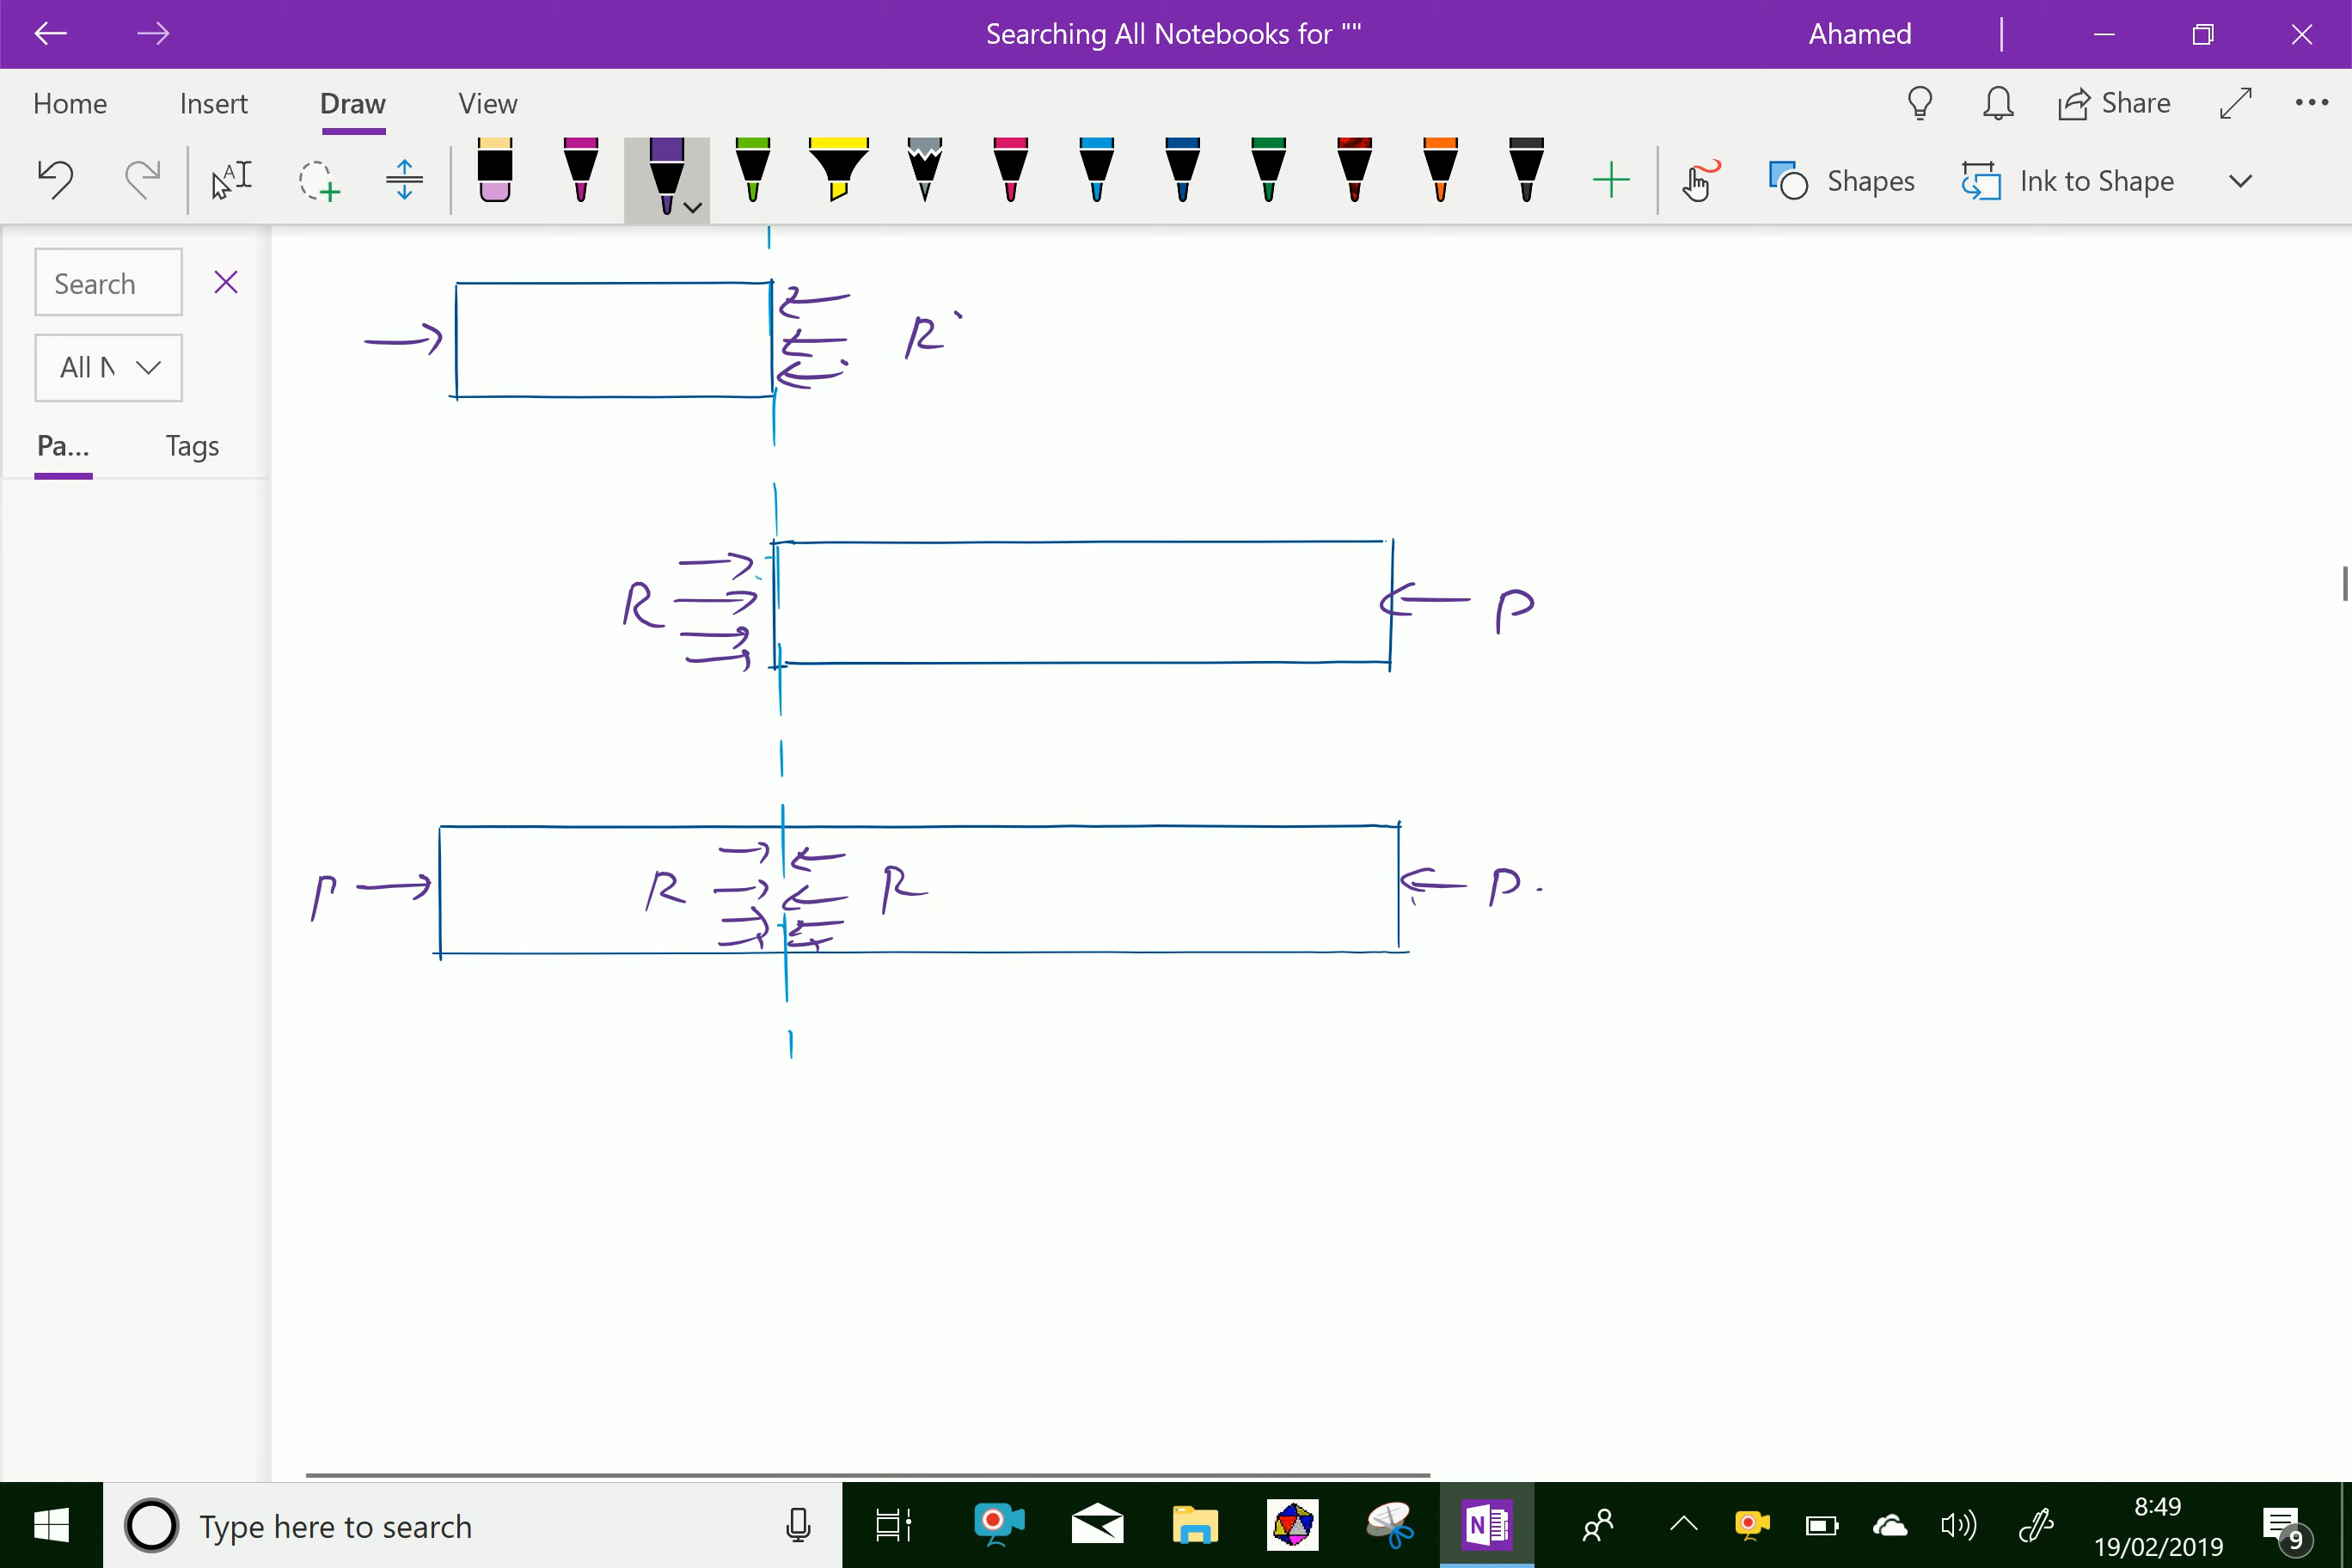 Searching All Notebooks for ""
Ahamed
Home Insert Draw View
Share
Shapes
Ink to Shape
Search
All N
Pa...
Tags
R
R
P
P
R
R
P.
Type here to search
N
8:49
19/02/2019
9